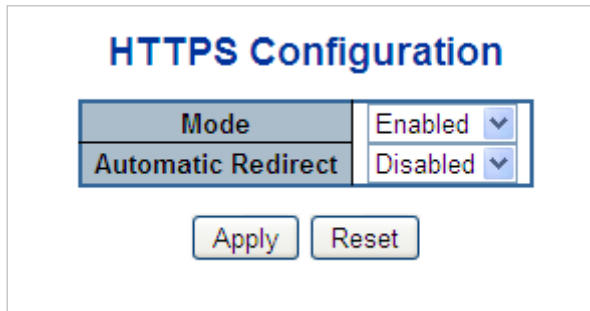 HTTPS Configuration
Mode Enabled
Automatic Redirect Disabled
Apply Reset